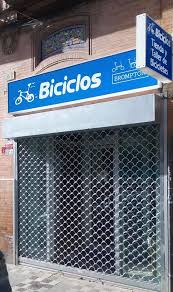 Biciclos
BROMPTON
Biciclos
Tienda y
Taller de
Bicicletas